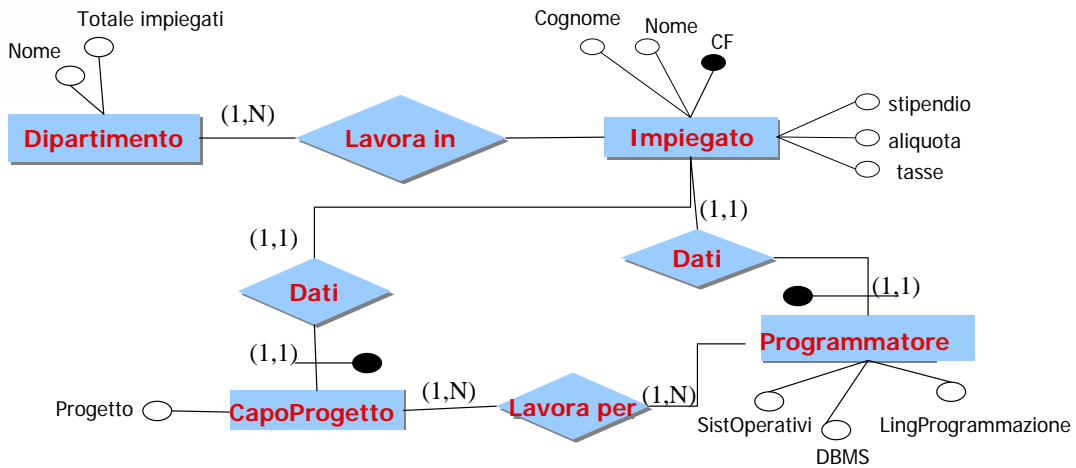 Totale impiegati
Nome
Cognome
Nome
CF
(1,N)
Dipartimento
Lavora in
Impiegato
stipendio
aliquota
tasse
(1,1)
(1,1)
Dati
Dati
(1,1)
(1,1)
Programmatore
Progetto
CapoProgetto
(1,N)
Lavora per
(1,N)
SistOperativi
DBMS
LingProgrammazione